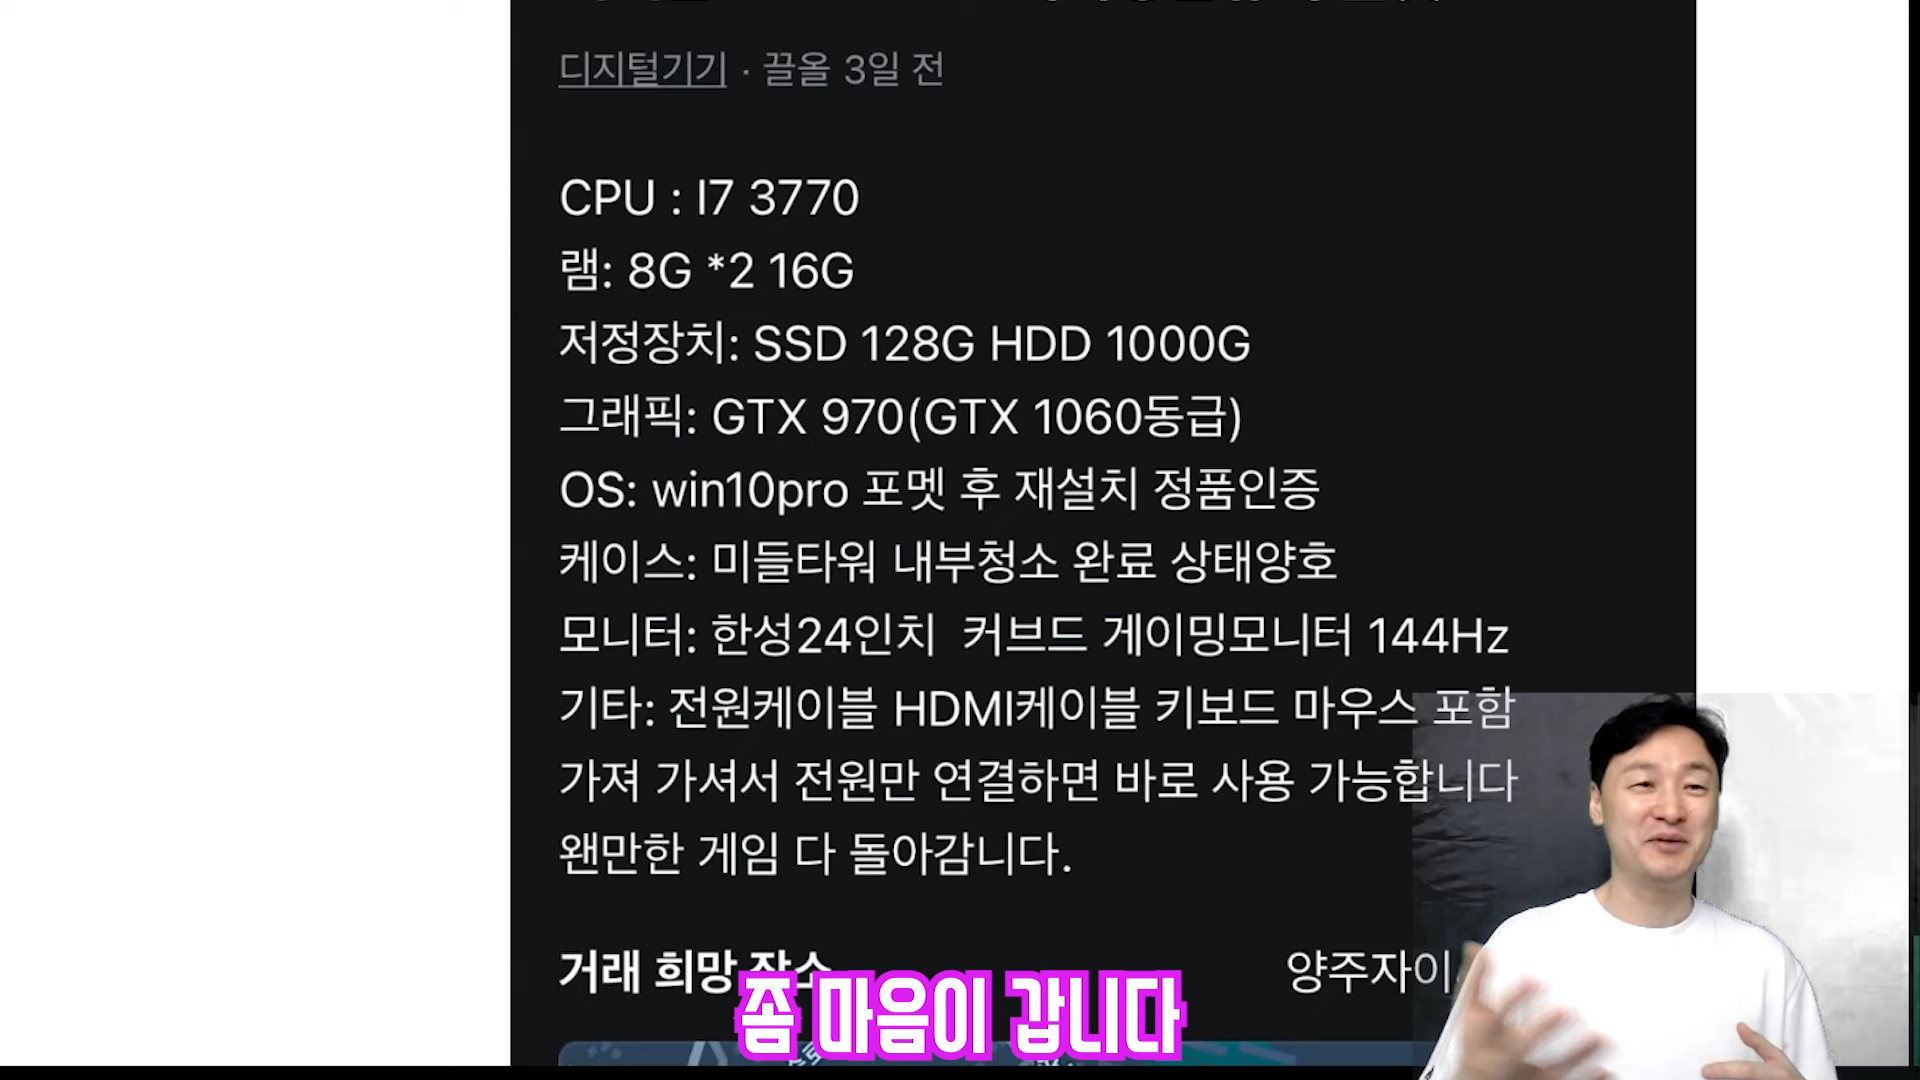 디지털기기 · 끌올 3일 전
CPU : I7 3770
램: 8G *2 16G
저정장치: SSD 128G HDD 1000G
그래픽: GTX 970(GTX 1060동급)
OS: win10pro 포멧 후 재설치 정품인증
케이스: 미들타워 내부청소 완료 상태양호
모니터: 한성24인치 커브드 게이밍모니터 144Hz
기타: 전원케이블 HDMI케이블 키보드 마우스 포함
가져 가셔서 전원만 연결하면 바로 사용 가능합니다
왠만한 게임 다 돌아감니다.
거래 희망 장소 양주자이
좀 마음이 갑니다